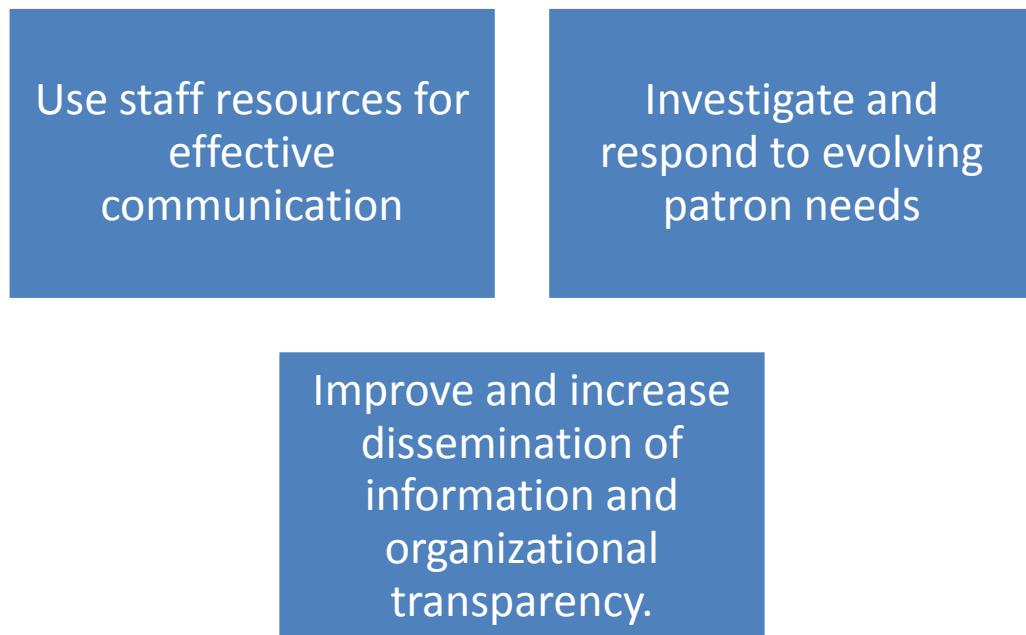 Use staff resources for
effective
communication
Investigate and
respond to evolving
patron needs
Improve and increase
dissemination of
information and
organizational
transparency.